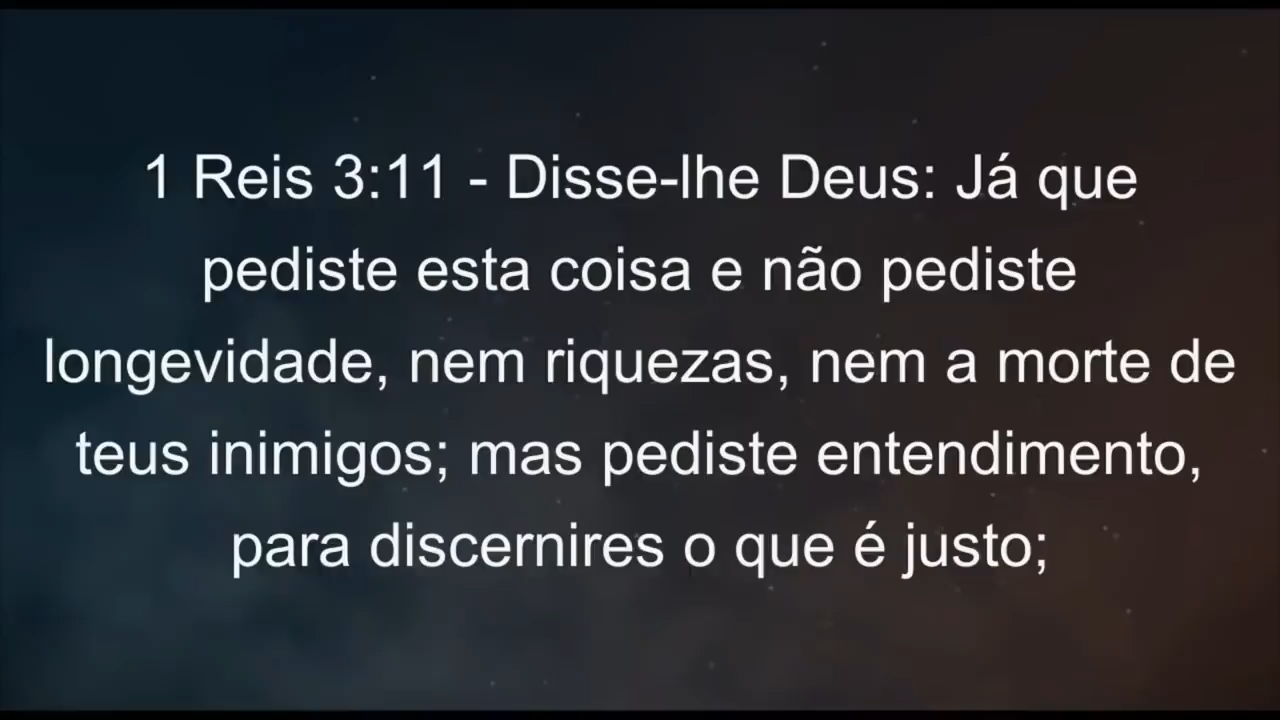 1 Reis 3:11 - Disse-lhe Deus: Já que
pediste esta coisa e não pediste
longevidade, nem riquezas, nem a morte de
teus inimigos; mas pediste entendimento,
para discernires o que é justo;